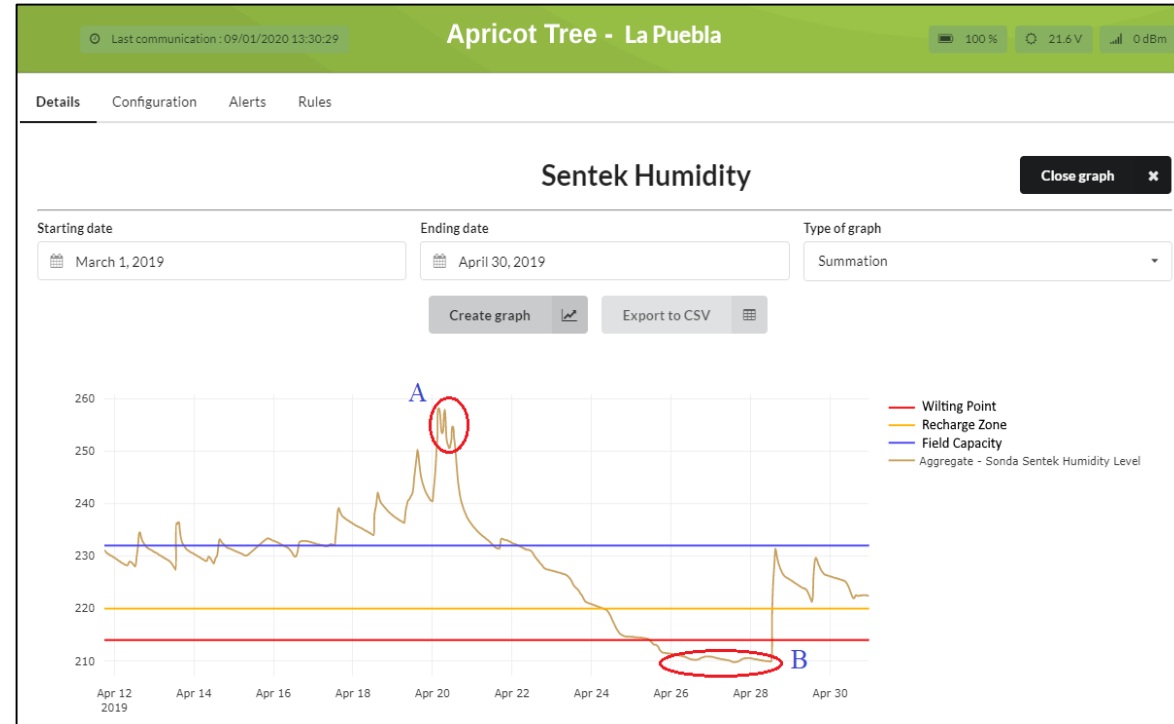 Last communication : 09/01/2020 13:30:29
Apricot Tree - La Puebla
100 %
21.6 V
0 dBm
Details Configuration Alerts Rules
Sentek Humidity
Close graph ✖
Starting date
Ending date
Type of graph
March 1, 2019
April 30, 2019
Summation
Create graph
Export to CSV
A
260
250
240
230
220
210
B
Apr 12 Apr 14 Apr 16 Apr 18 Apr 20 Apr 22 Apr 24 Apr 26 Apr 28 Apr 30
2019
Wilting Point
Recharge Zone
Field Capacity
Aggregate - Sonda Sentek Humidity Level